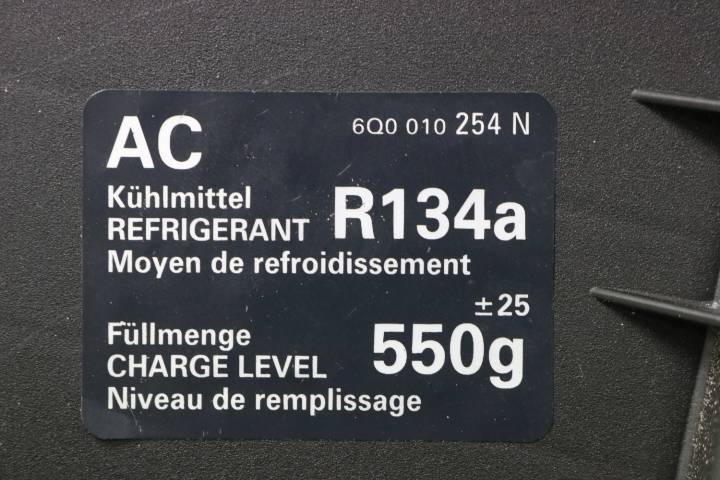 AC 6Q0 010 254 N
Kühlmittel
REFRIGERANT R134a
Moyen de refroidissement
±25
Füllmenge
CHARGE LEVEL 550g
Niveau de remplissage